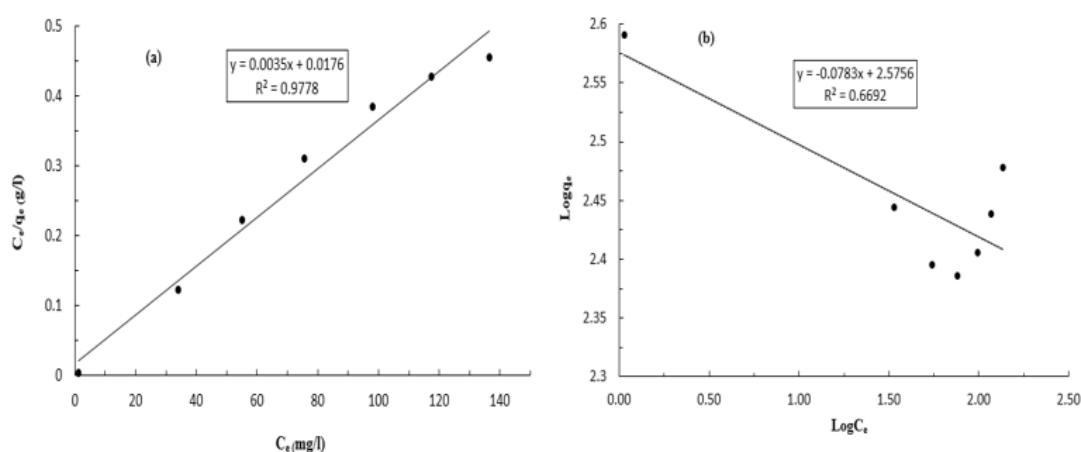 (a)
y = 0.0035x + 0.0176
R² = 0.9778
0.5
0.4
0.3
0.2
0.1
0
Cₑ/qₑ (g/l)
0 20 40 60 80 100 120 140
Cₑ (mg/l)
(b)
y = -0.0783x + 2.5756
R² = 0.6692
2.6
2.55
2.5
2.45
2.4
2.35
2.3
Logqₑ
0.00 0.50 1.00 1.50 2.00 2.50
LogCₑ